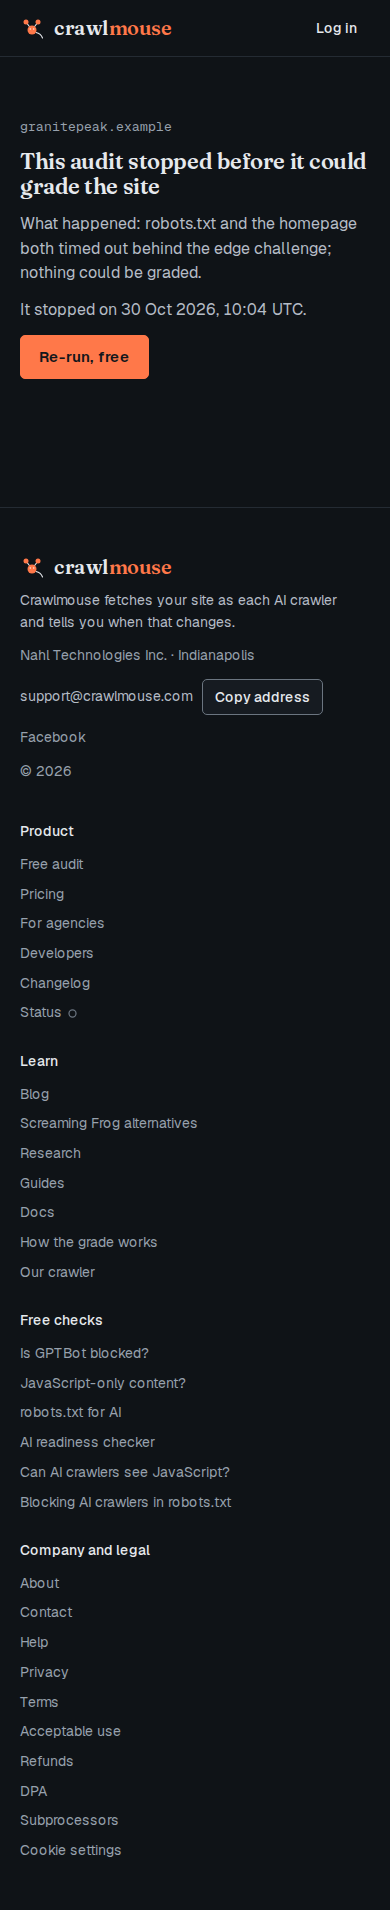 crawlmouse
Log in
granitepeak.example
This audit stopped before it could
grade the site
What happened: robots.txt and the homepage
both timed out behind the edge challenge;
nothing could be graded.
It stopped on 30 Oct 2026, 10:04 UTC.
Re-run, free
crawlmouse
Crawlmouse fetches your site as each AI crawler
and tells you when that changes.
Nahl Technologies Inc. · Indianapolis
support@crawlmouse.com
Copy address
Facebook
© 2026
Product
Free audit
Pricing
For agencies
Developers
Changelog
Status
Learn
Blog
Screaming Frog alternatives
Research
Guides
Docs
How the grade works
Our crawler
Free checks
Is GPTBot blocked?
JavaScript-only content?
robots.txt for AI
AI readiness checker
Can AI crawlers see JavaScript?
Blocking AI crawlers in robots.txt
Company and legal
About
Contact
Help
Privacy
Terms
Acceptable use
Refunds
DPA
Subprocessors
Cookie settings